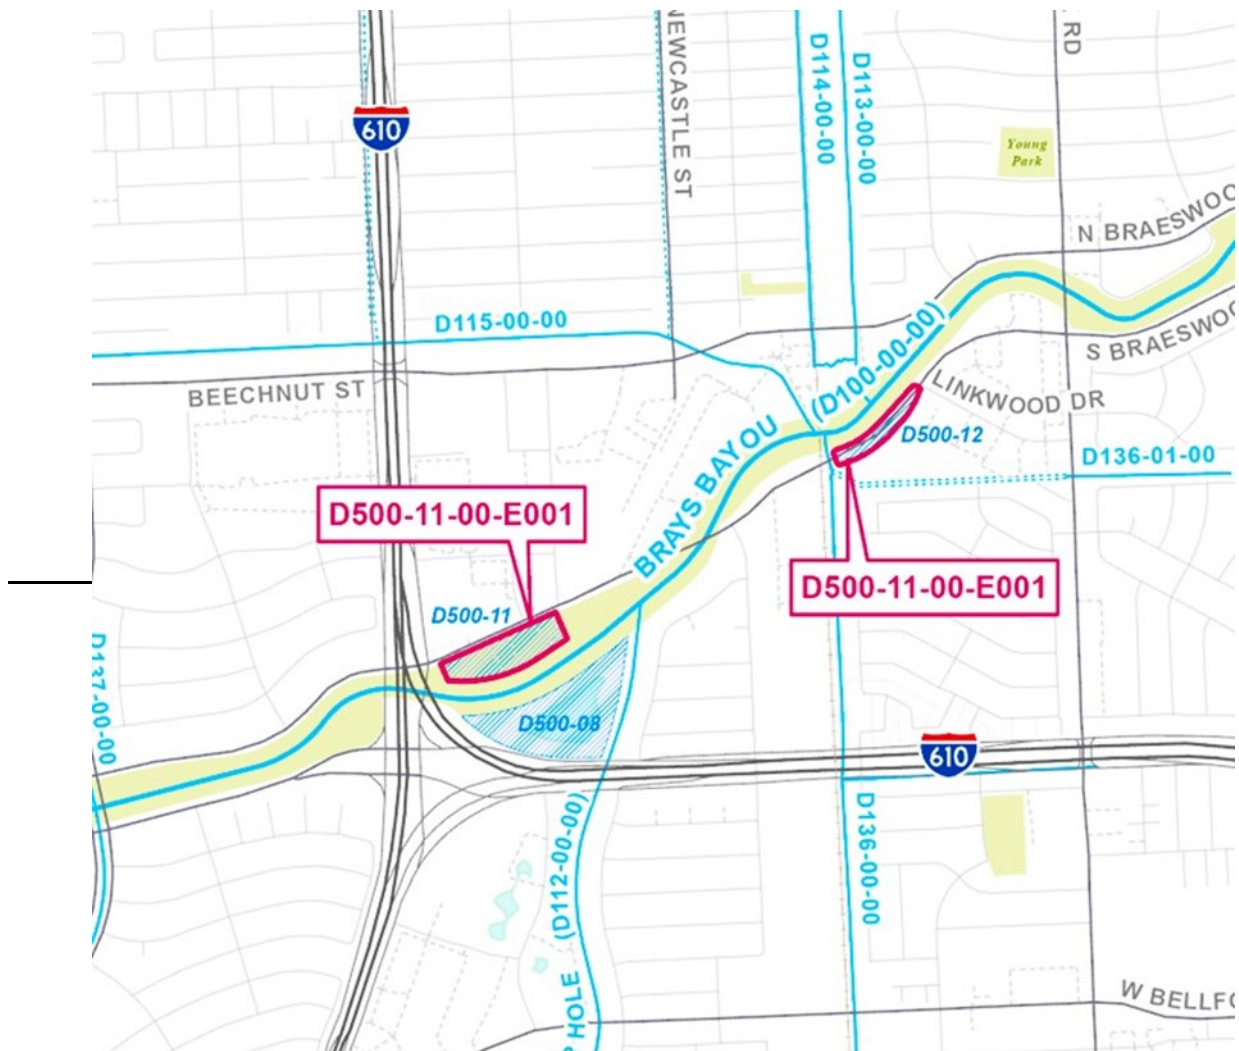 NEWCASTLE ST
D114-00-00
D113-00-00
RD
610
Young
Park
N BRAESWOO
D115-00-00
S BRAESWOO
BEECHNUT ST
BRAYS BAYOU (D100-00-00)
LINKWOOD DR
D500-12
D136-01-00
D500-11-00-E001
D500-11-00-E001
D500-11
D137-00-00
D500-08
610
D136-00-00
P HOLE (D112-00-00)
W BELLFO